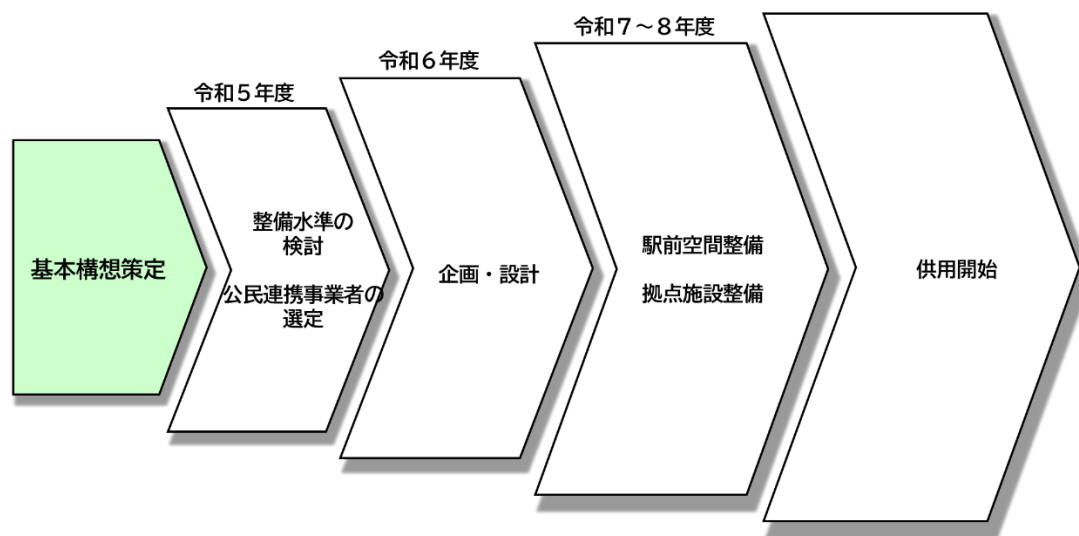 基本構想策定
令和５年度
整備水準の
検討
公民連携事業者の
選定
令和６年度
企画・設計
令和７～８年度
駅前空間整備
拠点施設整備
供用開始